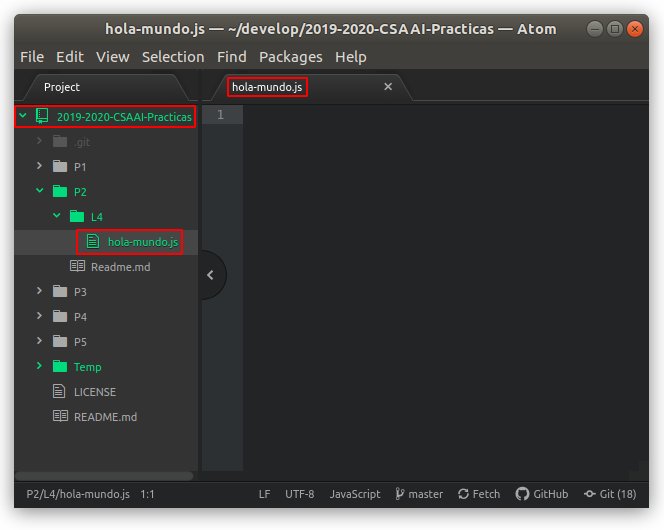 hola-mundo.js — ~/develop/2019-2020-CSAAI-Practicas — Atom
File Edit View Selection Find Packages Help
Project
hola-mundo.js
2019-2020-CSAAI-Practicas
1
.git
P1
P2
L4
hola-mundo.js
Readme.md
P3
P4
P5
Temp
LICENSE
README.md
P2/L4/hola-mundo.js 1:1 LF UTF-8 JavaScript master Fetch GitHub Git (18)